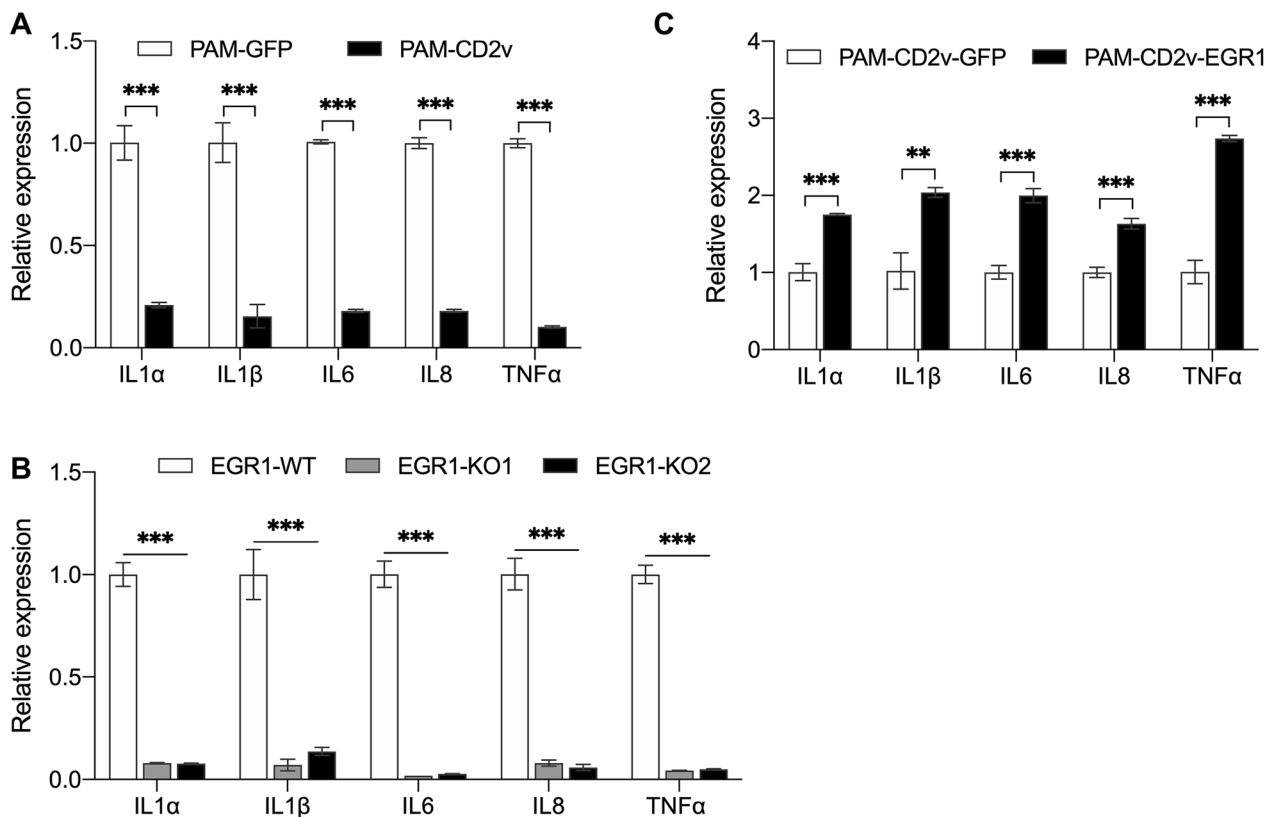 A
PAM-GFP PAM-CD2v
Relative expression
1.5
1.0
0.5
0.0
*** *** *** *** ***
IL1α IL1β IL6 IL8 TNFα
C
PAM-CD2v-GFP PAM-CD2v-EGR1
Relative expression
4
3
2
1
0
*** ** *** *** ***
IL1α IL1β IL6 IL8 TNFα
B
EGR1-WT EGR1-KO1 EGR1-KO2
Relative expression
1.5
1.0
0.5
0.0
*** *** *** *** ***
IL1α IL1β IL6 IL8 TNFα